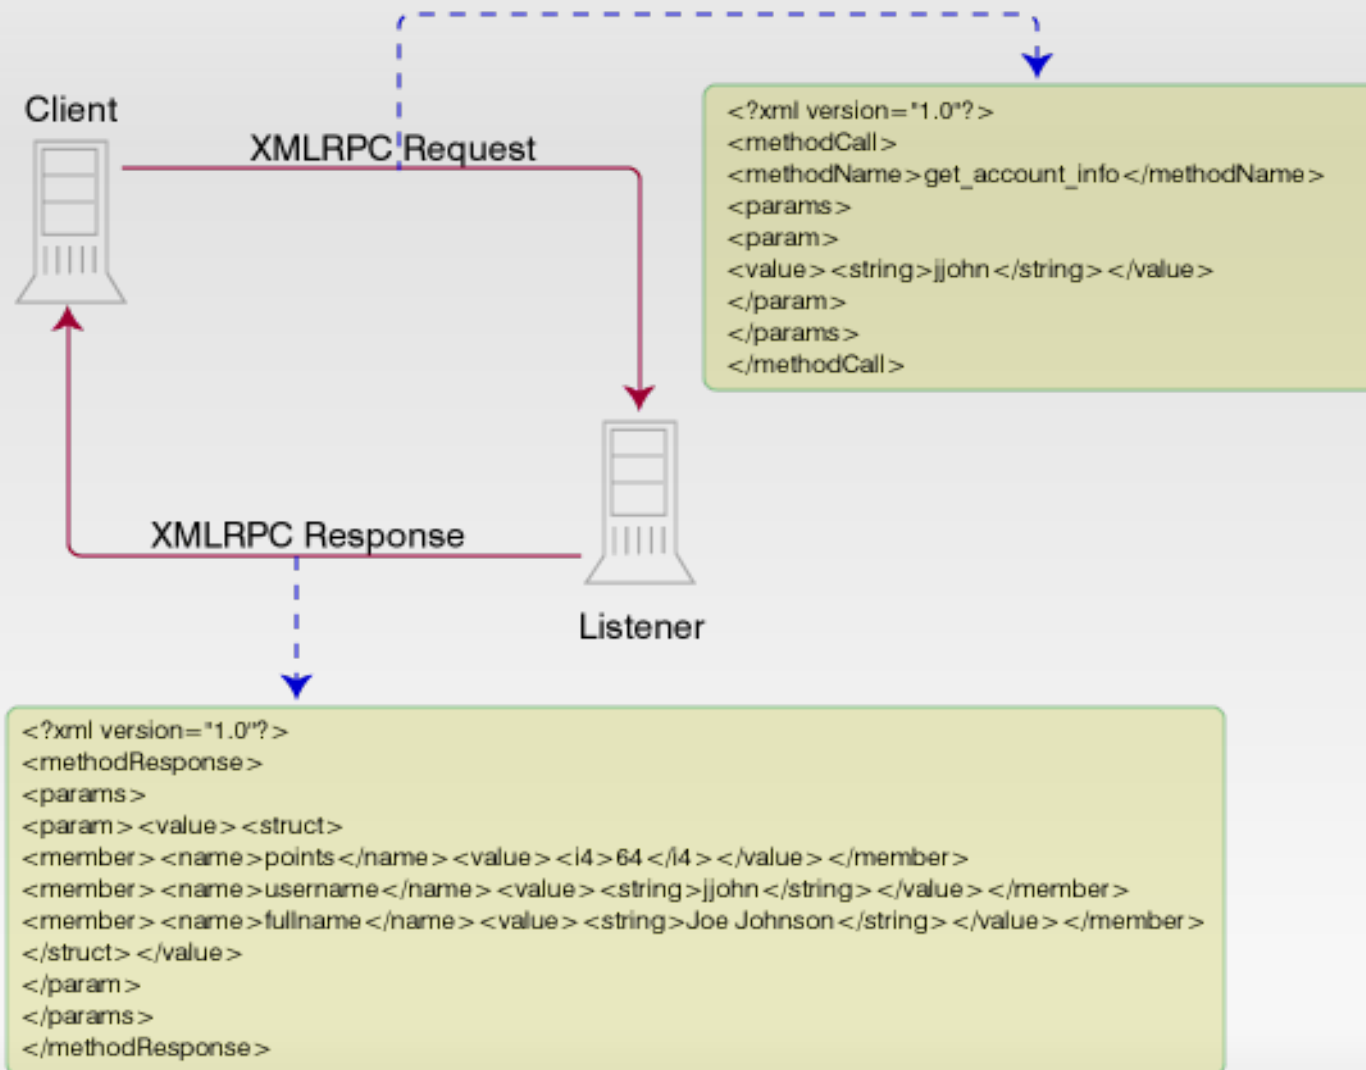 Client
XMLRPC Request
<?xml version="1.0"?>
<methodCall>
<methodName>get_account_info</methodName>
<params>
<param>
<value><string>jjohn</string></value>
</param>
</params>
</methodCall>
XMLRPC Response
Listener
<?xml version="1.0"?>
<methodResponse>
<params>
<param><value><struct>
<member><name>points</name><value><i4>64</i4></value></member>
<member><name>username</name><value><string>jjohn</string></value></member>
<member><name>fullname</name><value><string>Joe Johnson</string></value></member>
</struct></value>
</param>
</params>
</methodResponse>